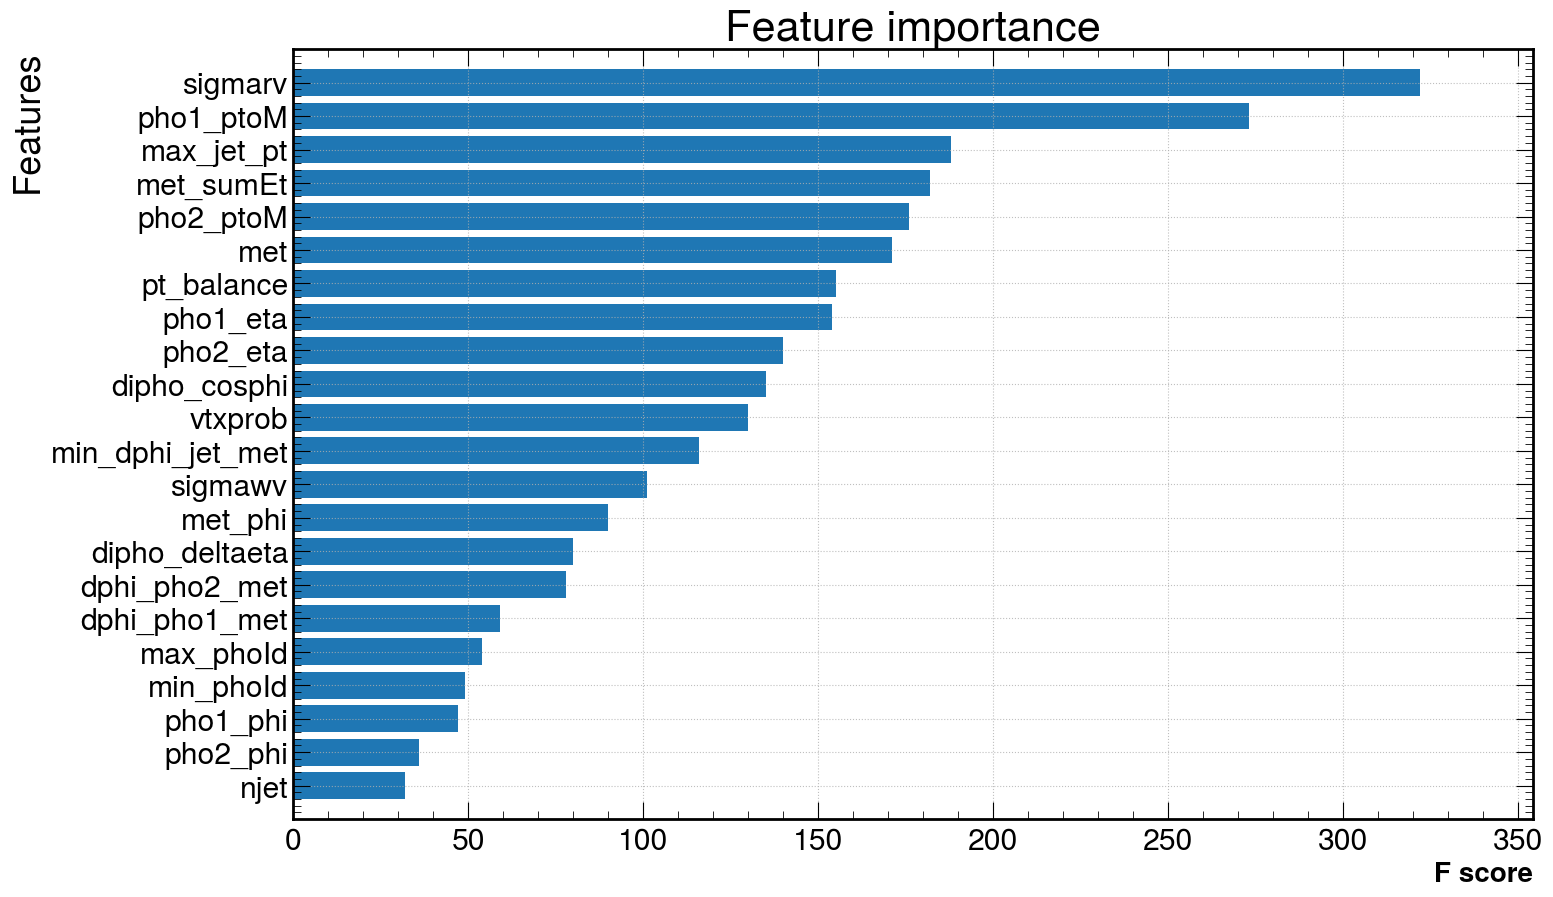 Feature importance
Features
sigmarv
pho1_ptoM
max_jet_pt
met_sumEt
pho2_ptoM
met
pt_balance
pho1_eta
pho2_eta
dipho_cosphi
vtxprob
min_dphi_jet_met
sigmawv
met_phi
dipho_deltaeta
dphi_pho2_met
dphi_pho1_met
max_phoId
min_phoId
pho1_phi
pho2_phi
njet
0 50 100 150 200 250 300 350
F score